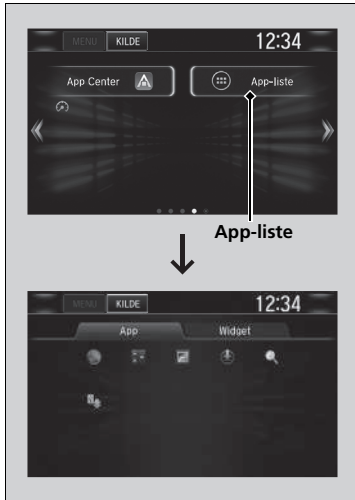 MENU KILDE 12:34
App Center App-liste
App-liste
MENU KILDE 12:34
App Widget